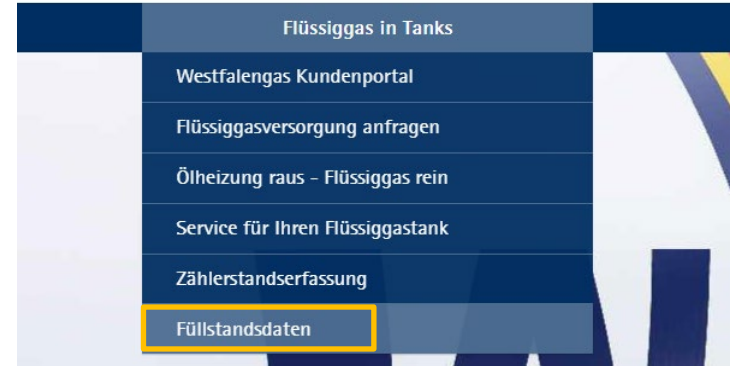 Flüssiggas in Tanks
Westfalengas Kundenportal
Flüssiggasversorgung anfragen
Ölheizung raus – Flüssiggas rein
Service für Ihren Flüssiggastank
Zählerstandserfassung
Füllstandsdaten